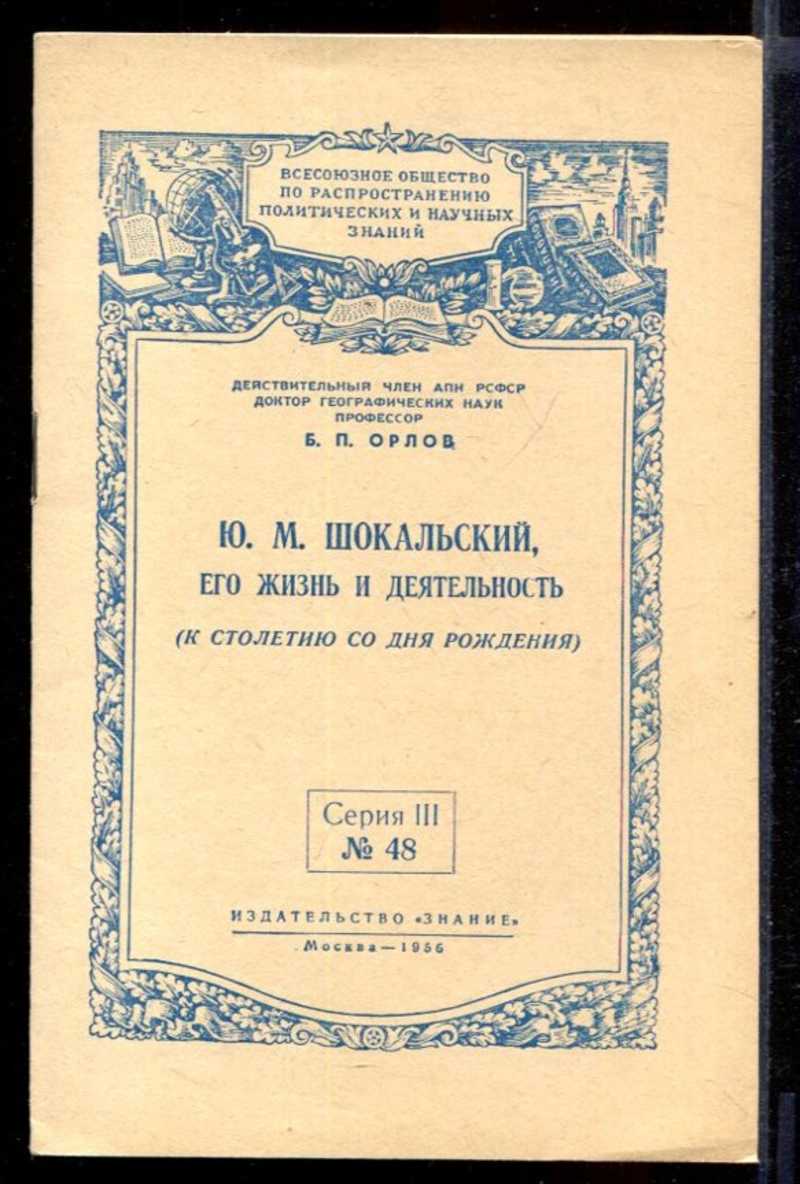 ВСЕСОЮЗНОЕ ОБЩЕСТВО
ПО РАСПРОСТРАНЕНИЮ
ПОЛИТИЧЕСКИХ И НАУЧНЫХ
ЗНАНИЙ
ДЕЙСТВИТЕЛЬНЫЙ ЧЛЕН АПН РСФСР
ДОКТОР ГЕОГРАФИЧЕСКИХ НАУК
ПРОФЕССОР
Б. П. ОРЛОВ
Ю. М. ШОКАЛЬСКИЙ,
ЕГО ЖИЗНЬ И ДЕЯТЕЛЬНОСТЬ
(К СТОЛЕТИЮ СО ДНЯ РОЖДЕНИЯ)
Серия III
№ 48
ИЗДАТЕЛЬСТВО «ЗНАНИЕ»
Москва — 1956